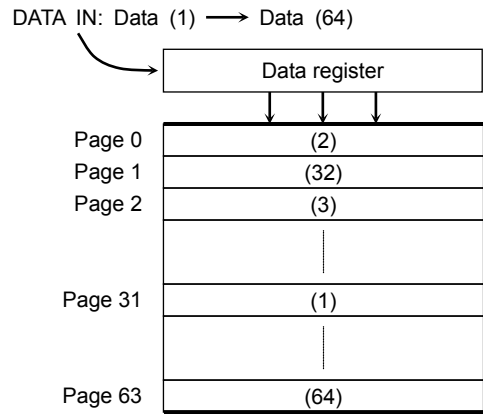 DATA IN: Data (1) → Data (64)
Data register
Page 0 (2)
Page 1 (32)
Page 2 (3)
Page 31 (1)
Page 63 (64)